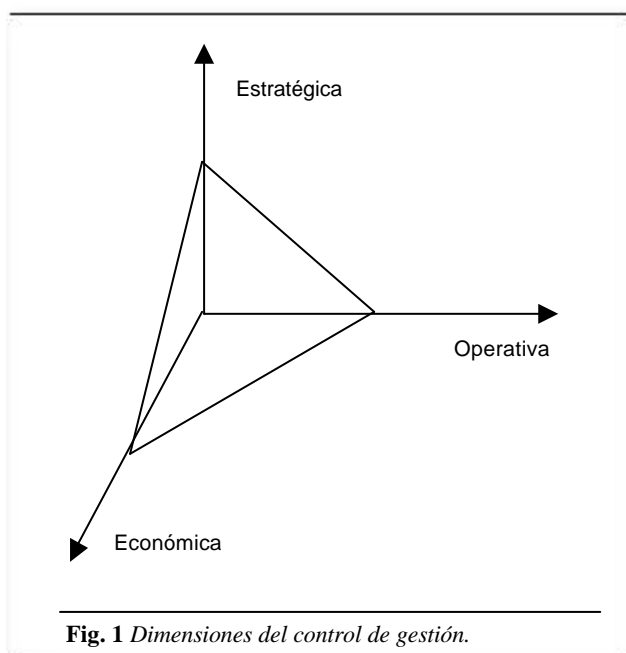 Estratégica
Operativa
Económica
Fig. 1 Dimensiones del control de gestión.